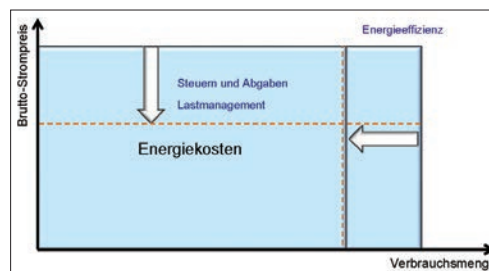 Energieeffizienz
Brutto-Strompreis
Steuern und Abgaben
Lastmanagement
Energiekosten
Verbrauchsmeng